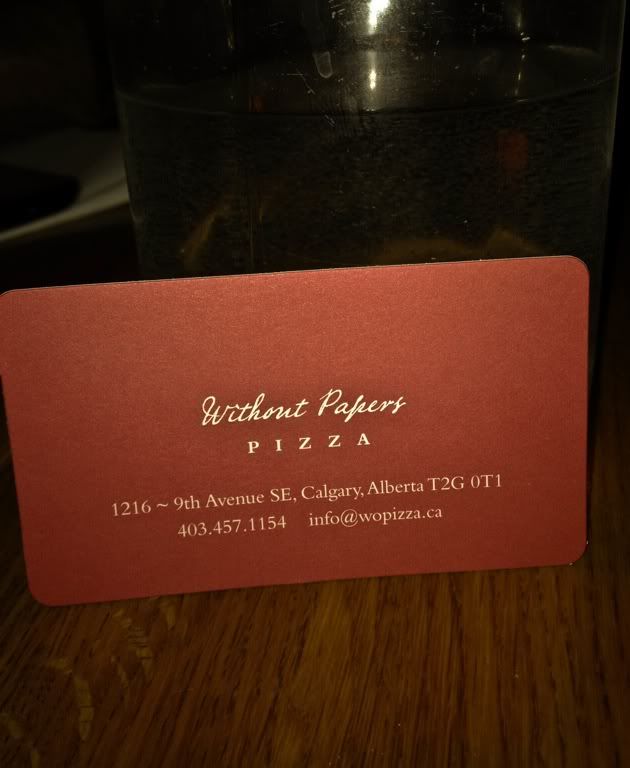 Without Papers
PIZZA
1216 ~ 9th Avenue SE, Calgary, Alberta T2G 0T1
403.457.1154 info@wopizza.ca